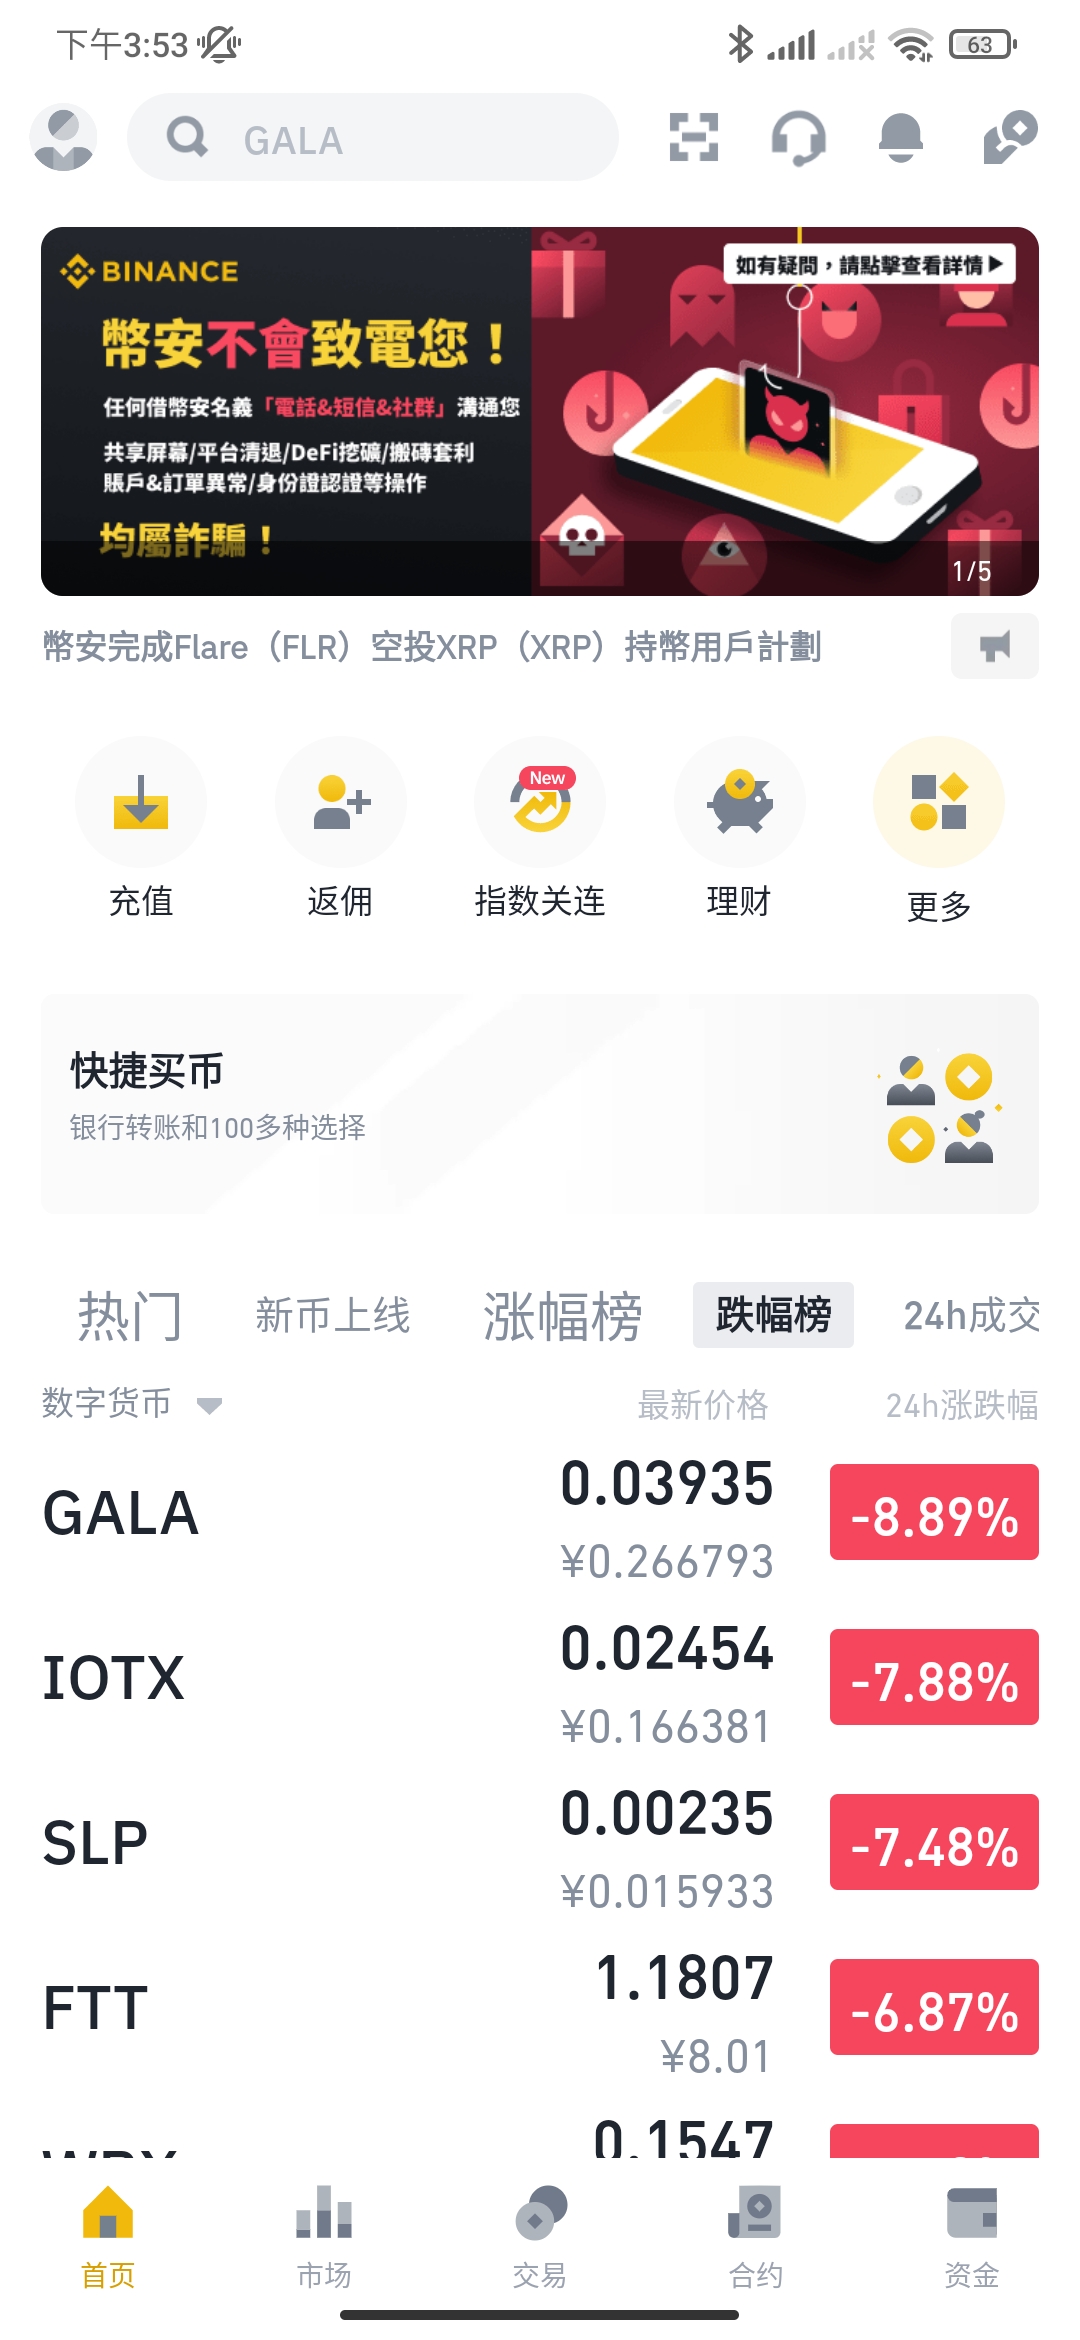 下午3:53
63
GALA
BINANCE
如有疑問，請點擊查看詳情▶
幣安不會致電您！
任何借幣安名義「電話&短信&社群」溝通您
共享屏幕/平台清退/DeFi挖礦/搬磚套利
賬戶&訂單異常/身份證認證等操作
均屬詐騙！
1/5
幣安完成Flare（FLR）空投XRP（XRP）持幣用戶計劃
New
充值 返佣 指数关连 理财 更多
快捷买币
银行转账和100多种选择
热门 新币上线 涨幅榜 跌幅榜 24h成交
数字货币 最新价格 24h涨跌幅
GALA 0.03935 -8.89%
¥0.266793
IOTX 0.02454 -7.88%
¥0.166381
SLP 0.00235 -7.48%
¥0.015933
FTT 1.1807 -6.87%
¥8.01
0.1547
首页 市场 交易 合约 资金